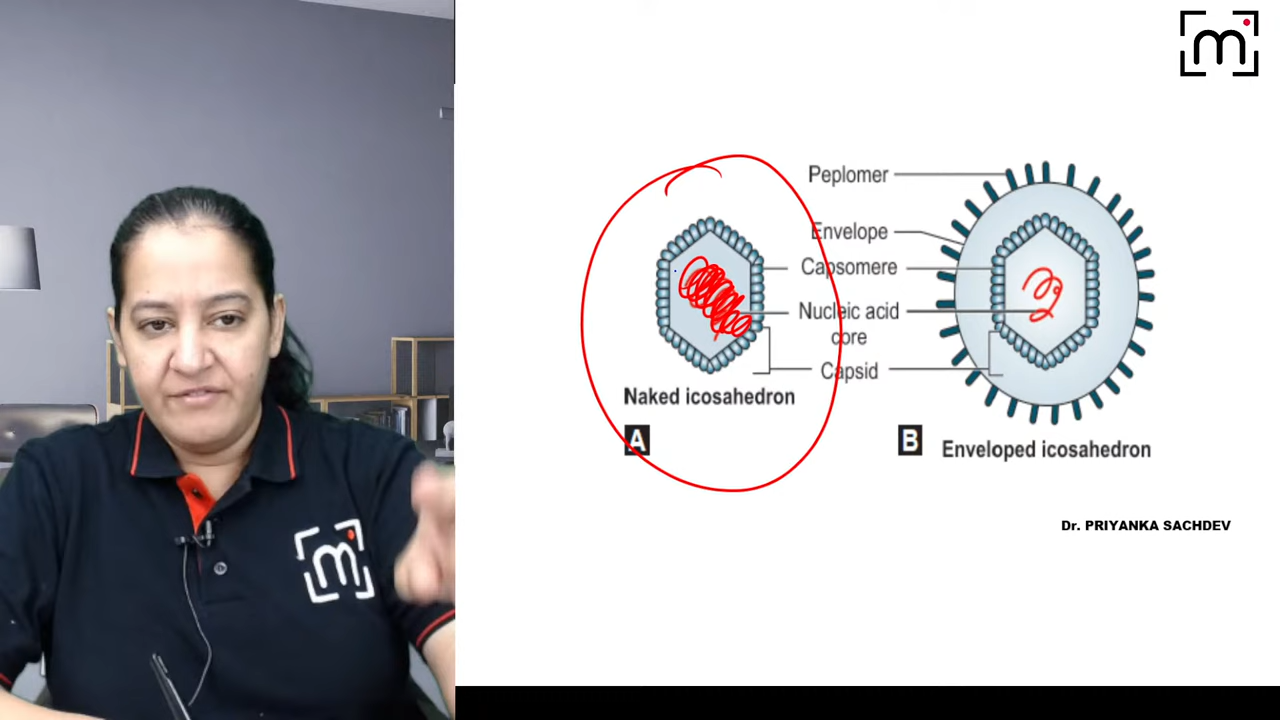 m
Peplomer
Envelope
Capsomere
Nucleic acid
core
Capsid
Naked icosahedron
A
B
Enveloped icosahedron
Dr. PRIYANKA SACHDEV
m